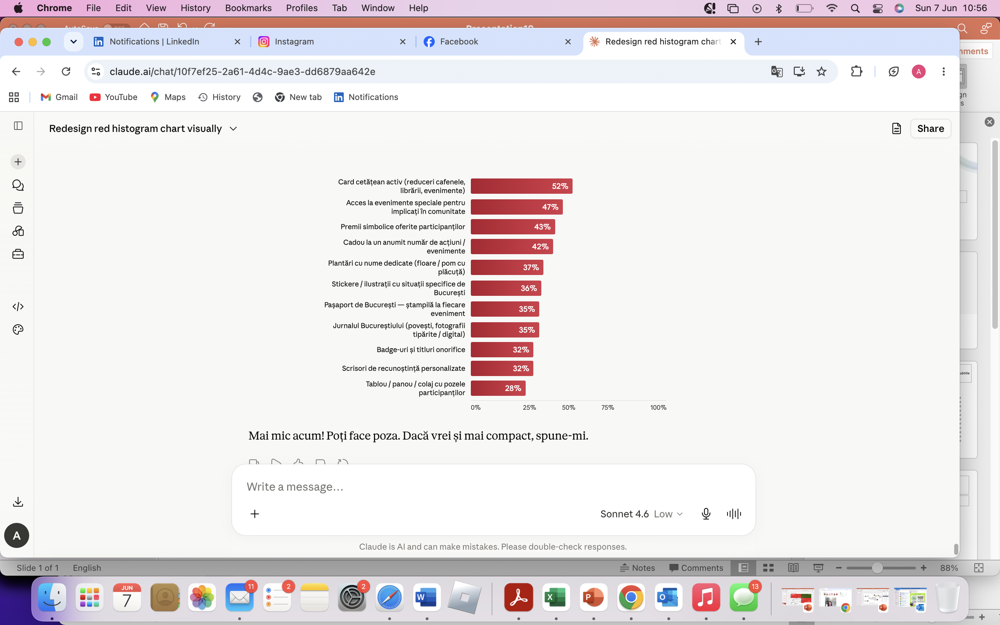 Chrome File Edit View History Bookmarks Profiles Tab Window Help
Sun 7 Jun 10:56
Notifications | LinkedIn
Instagram
Facebook
Redesign red histogram chart
mments
claude.ai/chat/10f7ef25-2a61-4d4c-9ae3-dd6879aa642e
A
Gmail YouTube Maps History New tab Notifications
Redesign red histogram chart visually
Share
Card cetățean activ (reduceri cafenele,
librării, evenimente)
52%
Acces la evenimente speciale pentru
implicați în comunitate
47%
Premii simbolice oferite participanților
43%
Cadou la un anumit număr de acțiuni /
evenimente
42%
Plantări cu nume dedicate (floare / pom cu
plăcuță)
37%
Stickere / ilustrații cu situații specifice de
București
36%
Pașaport de București — ștampilă la fiecare
eveniment
35%
Jurnalul Bucureștiului (povești, fotografii
tipărite / digital)
35%
Badge-uri și titluri onorifice
32%
Scrisori de recunoștință personalizate
32%
Tablou / panou / colaj cu pozele
participanților
28%
0% 25% 50% 75% 100%
Mai mic acum! Poți face poza. Dacă vrei și mai compact, spune-mi.
Write a message...
Sonnet 4.6 Low
A
Claude is AI and can make mistakes. Please double-check responses.
Slide 1 of 1 English
Notes Comments 88%
JUN
7
11
2
2
13